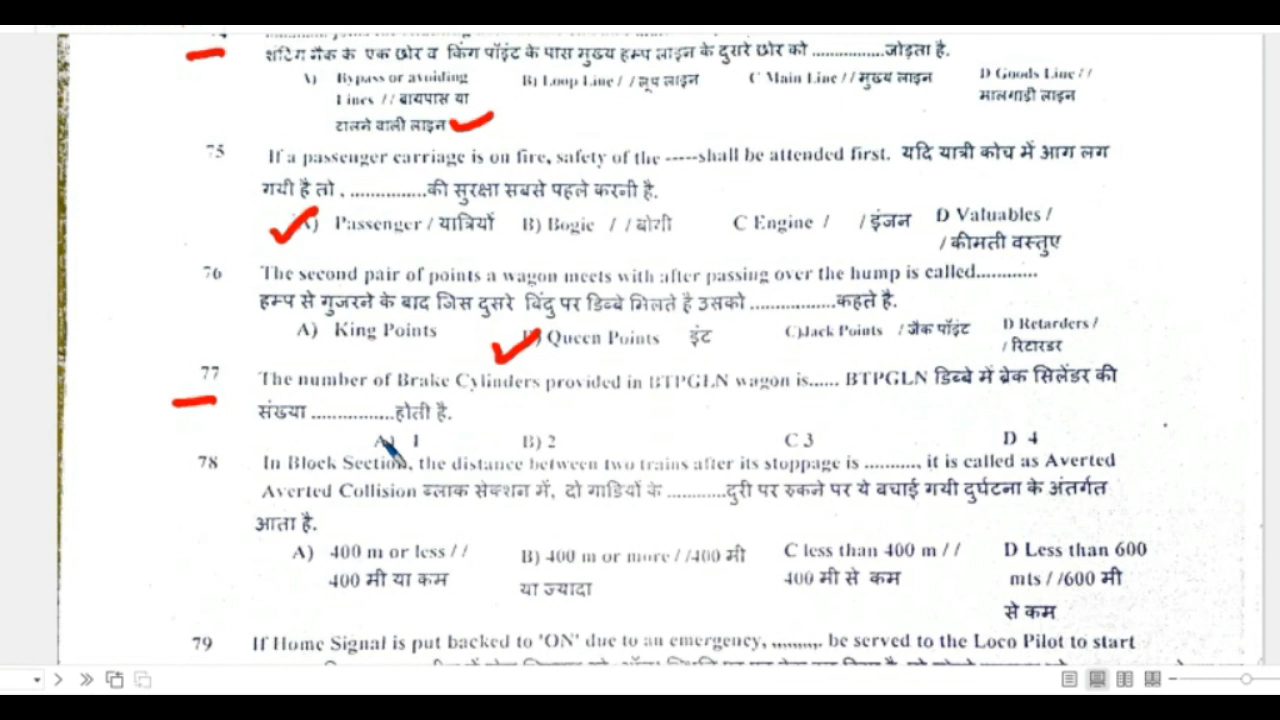 शंटिंग नैक के एक छोर व किंग पॉइंट के पास मुख्य हम्प लाइन के दुसरे छोर को ...............जोड़ता है.
A) Bypass or avoiding Lines // बायपास या टालने वाली लाइन B) Loop Line / / लूप लाइन C Main Line / / मुख्य लाइन D Goods Line / / मालगाड़ी लाइन
75 If a passenger carriage is on fire, safety of the -----shall be attended first. यदि यात्री कोच में आग लग
गयी है तो , ...............की सुरक्षा सबसे पहले करनी है.
A) Passenger / यात्रियों B) Bogie / / बोगी C Engine / / इंजन D Valuables / / कीमती वस्तुए
76 The second pair of points a wagon meets with after passing over the hump is called............
हम्प से गुजरने के बाद जिस दुसरे बिंदु पर डिब्बे मिलते है उसको .................कहते है.
A) King Points B) Queen Points इंट C)Jack Points / जैक पॉइंट D Retarders / / रिटारडर
77 The number of Brake Cylinders provided in BTPGLN wagon is...... BTPGLN डिब्बे में ब्रेक सिलेंडर की
संख्या ................होती है.
A) 1 B) 2 C 3 D 4
78 In Block Section, the distance between two trains after its stoppage is .........., it is called as Averted
Averted Collision ब्लाक सेक्शन में, दो गाडियों के ............दुरी पर रुकने पर ये बचाई गयी दुर्घटना के अंतर्गत
आता है.
A) 400 m or less / / 400 मी या कम B) 400 m or more / /400 मी या ज्यादा C less than 400 m / / 400 मी से कम D Less than 600 mts / /600 मी से कम
79 If Home Signal is put backed to 'ON' due to an emergency, ........., be served to the Loco Pilot to start